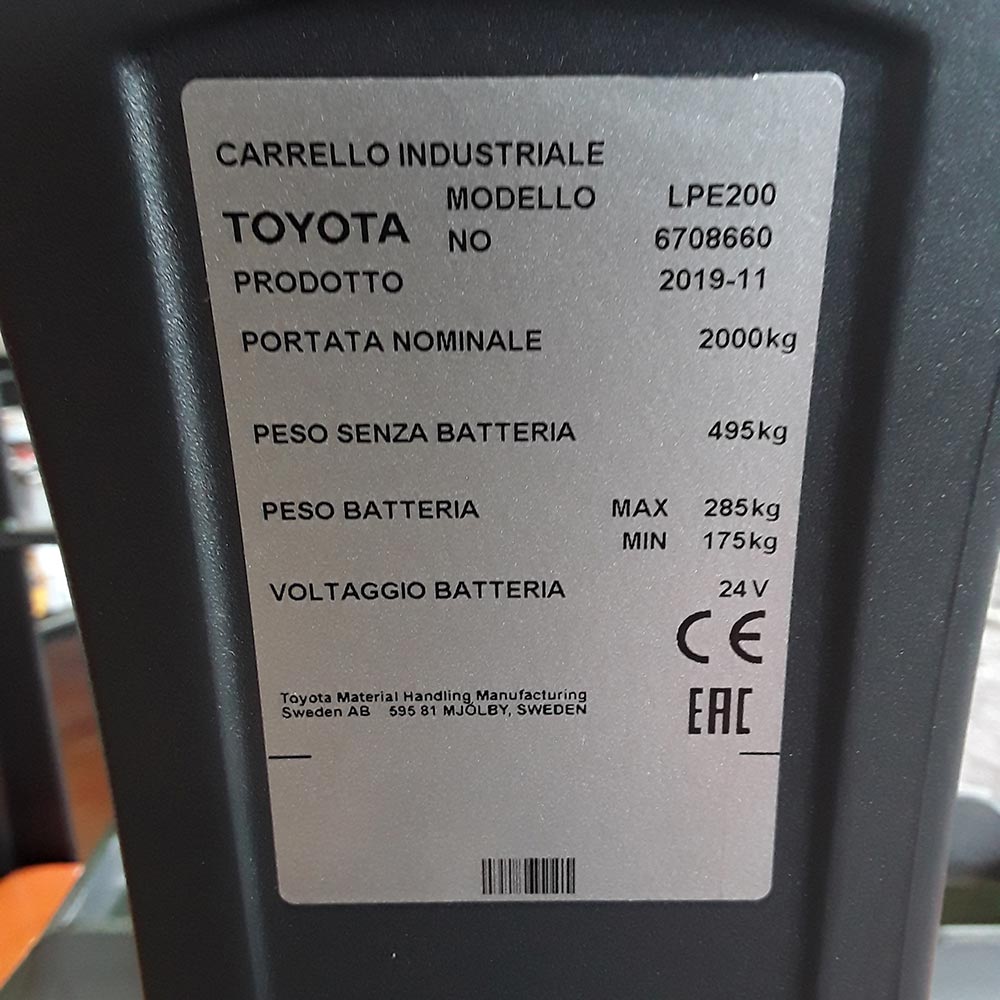 CARRELLO INDUSTRIALE
MODELLO LPE200
TOYOTA
NO 6708660
PRODOTTO 2019-11
PORTATA NOMINALE 2000kg
PESO SENZA BATTERIA 495kg
PESO BATTERIA MAX 285kg
MIN 175kg
VOLTAGGIO BATTERIA 24V
CE
Toyota Material Handling Manufacturing
Sweden AB 595 81 MJÖLBY, SWEDEN
EAC